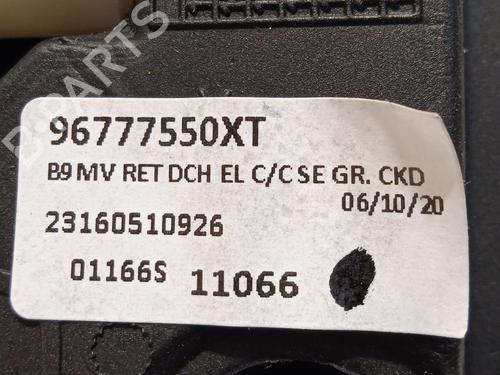 B-PARTS
96777550XT
B9 MV RET DCH EL C/C SE GR. CKD
06/10/20
23160510926
01166S 11066